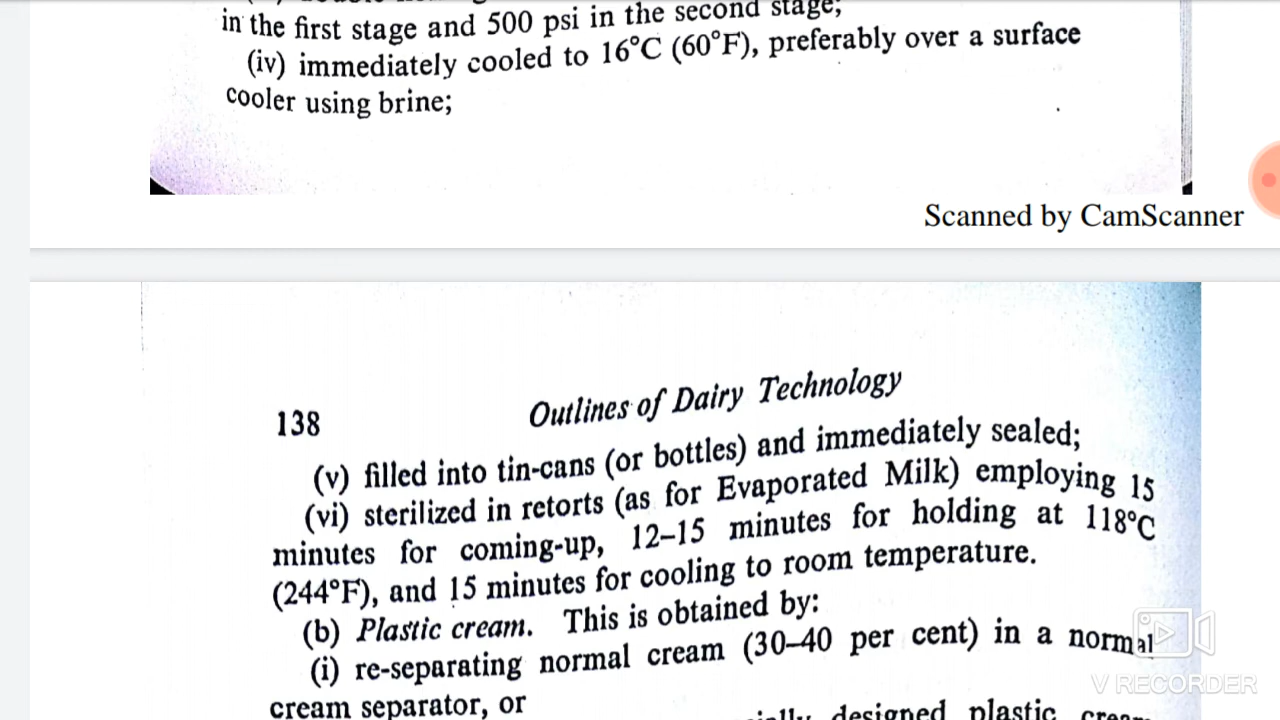 in the first stage and 500 psi in the second stage;
(iv) immediately cooled to 16°C (60°F), preferably over a surface
cooler using brine;
Scanned by CamScanner
138 Outlines of Dairy Technology
(v) filled into tin-cans (or bottles) and immediately sealed;
(vi) sterilized in retorts (as for Evaporated Milk) employing 15
minutes for coming-up, 12–15 minutes for holding at 118°C
(244°F), and 15 minutes for cooling to room temperature.
(b) Plastic cream. This is obtained by:
(i) re-separating normal cream (30–40 per cent) in a normal
cream separator, or
designed plastic cream
V RECORDER